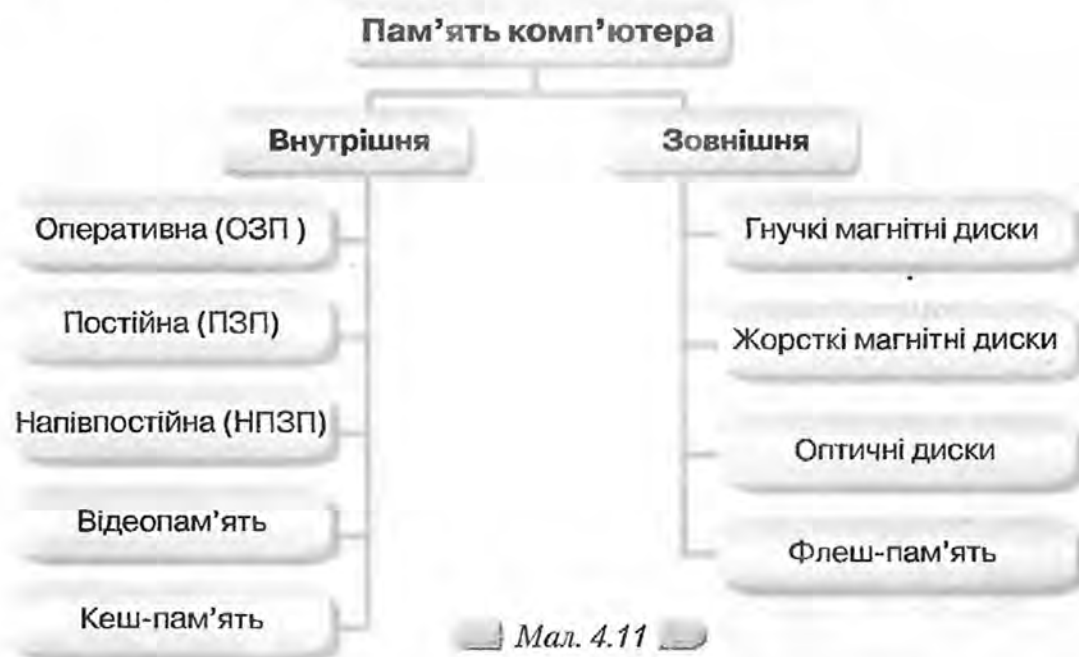 Пам’ять комп’ютера
Внутрішня
Оперативна (ОЗП )
Постійна (ПЗП)
Напівпостійна (НПЗП)
Відеопам’ять
Кеш-пам’ять
Зовнішня
Гнучкі магнітні диски
Жорсткі магнітні диски
Оптичні диски
Флеш-пам’ять
Мал. 4.11